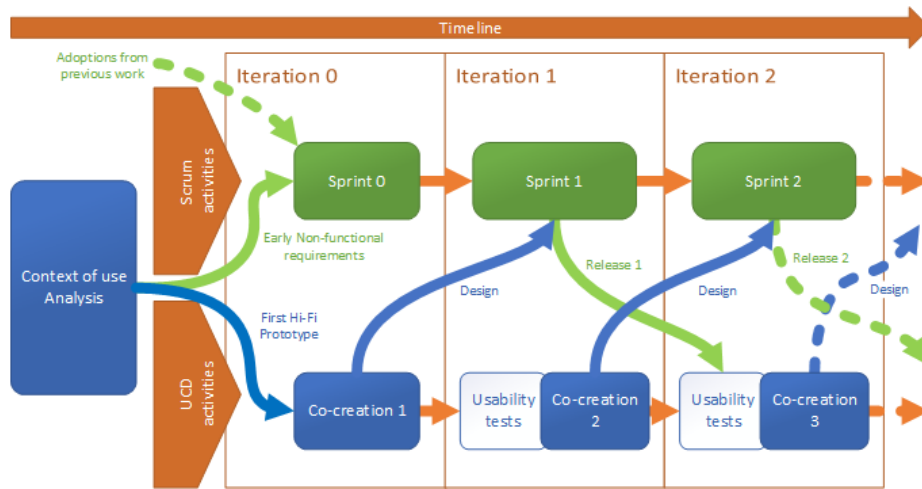 Timeline
Adoptions from
previous work
Iteration 0
Iteration 1
Iteration 2
Scrum
activities
Sprint 0
Sprint 1
Sprint 2
Early Non-functional
requirements
Release 1
Release 2
Context of use
Analysis
Design
Design
Design
First Hi-Fi
Prototype
UCD
activities
Co-creation 1
Usability
tests
Co-creation
2
Usability
tests
Co-creation
3